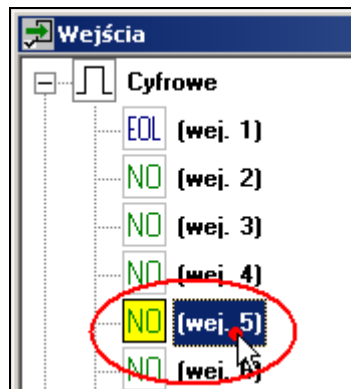 Wejścia
Cyfrowe
EOL (wej. 1)
NO (wej. 2)
NO (wej. 3)
NO (wej. 4)
NO (wej. 5)
NO (wej. 6)